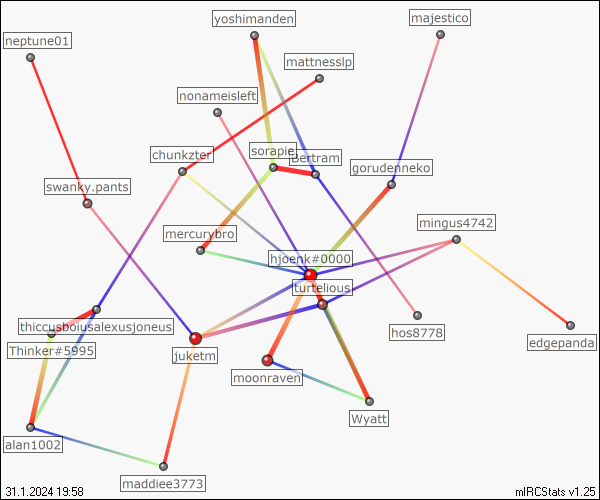 yoshimanden
majestico
neptune01
mattnesslp
nonameisleft
chunkzter
sorapie
Bertram
gorudenneko
swanky.pants
mingus4742
mercurybro
hjoenk#0000
turtelious
thiccusboiusalexusjoneus
hos8778
edgepanda
Thinker#5995
juketm
moonraven
Wyatt
alan1002
maddiee3773
31.1.2024 19:58
mIRCStats v1.25